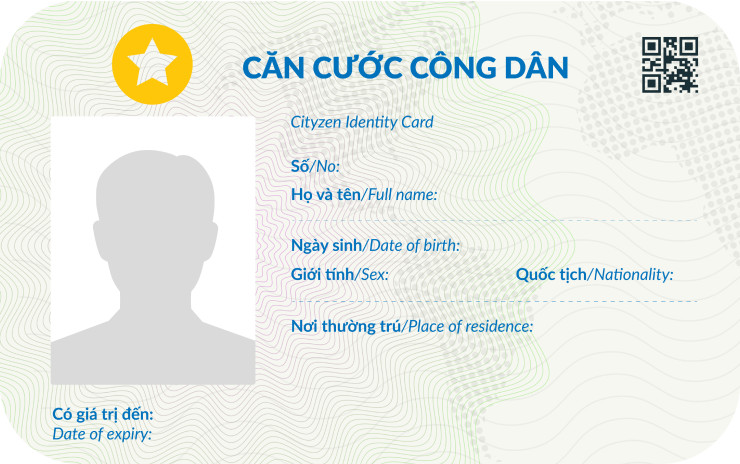 CĂN CƯỚC CÔNG DÂN
Cityzen Identity Card
Số/No:
Họ và tên/Full name:
Ngày sinh/Date of birth:
Giới tính/Sex:
Quốc tịch/Nationality:
Nơi thường trú/Place of residence:
Có giá trị đến:
Date of expiry: